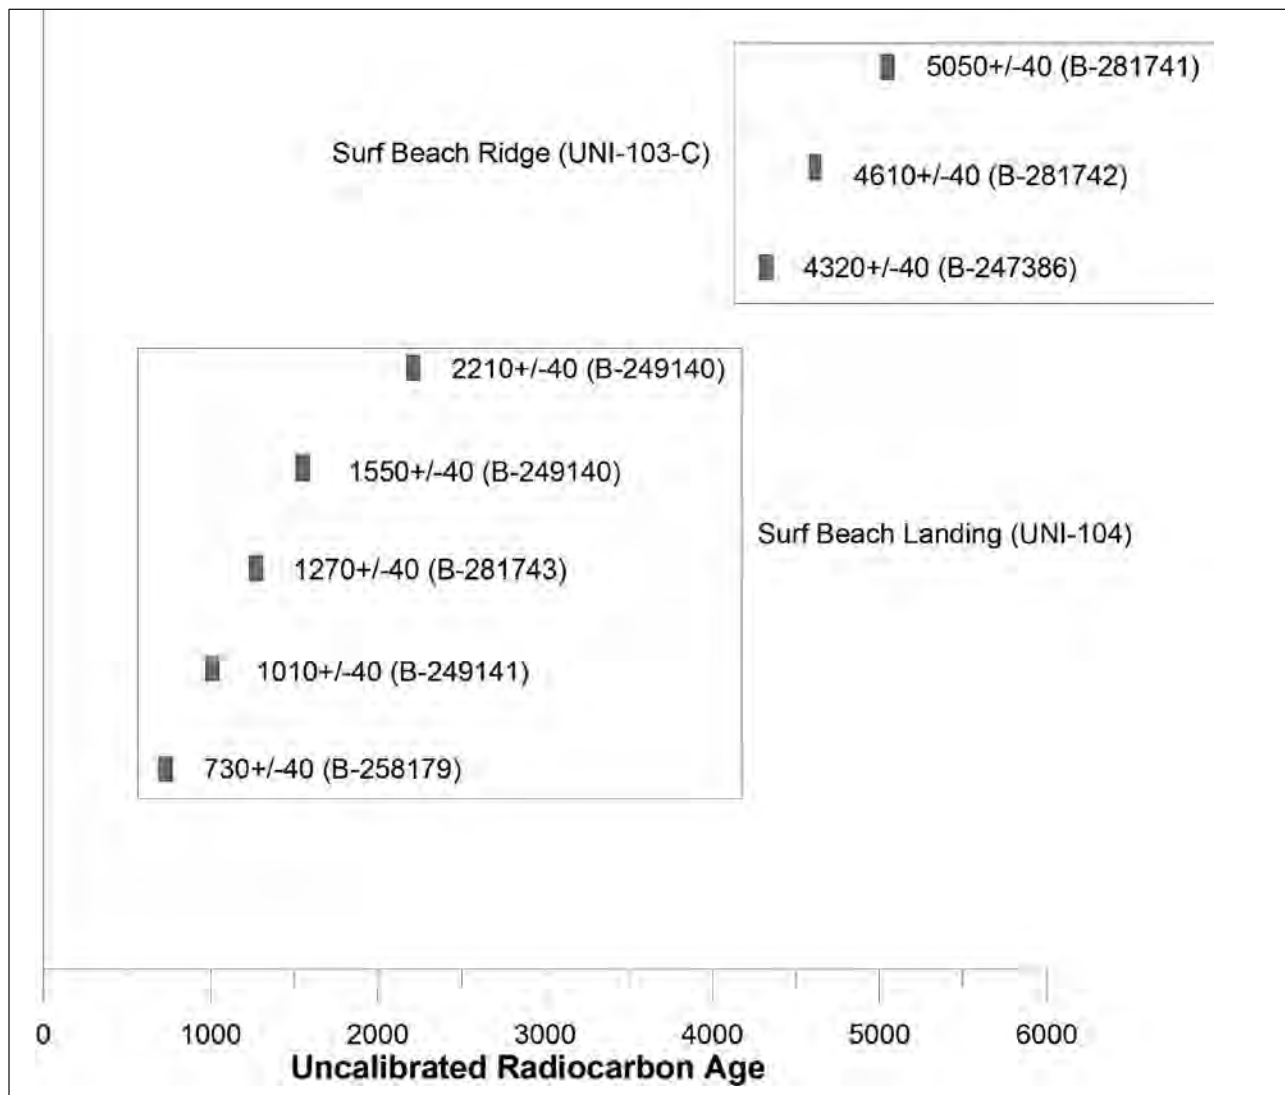 5050+/-40 (B-281741)
Surf Beach Ridge (UNI-103-C)
4610+/-40 (B-281742)
4320+/-40 (B-247386)
2210+/-40 (B-249140)
1550+/-40 (B-249140)
Surf Beach Landing (UNI-104)
1270+/-40 (B-281743)
1010+/-40 (B-249141)
730+/-40 (B-258179)
0 1000 2000 3000 4000 5000 6000
Uncalibrated Radiocarbon Age